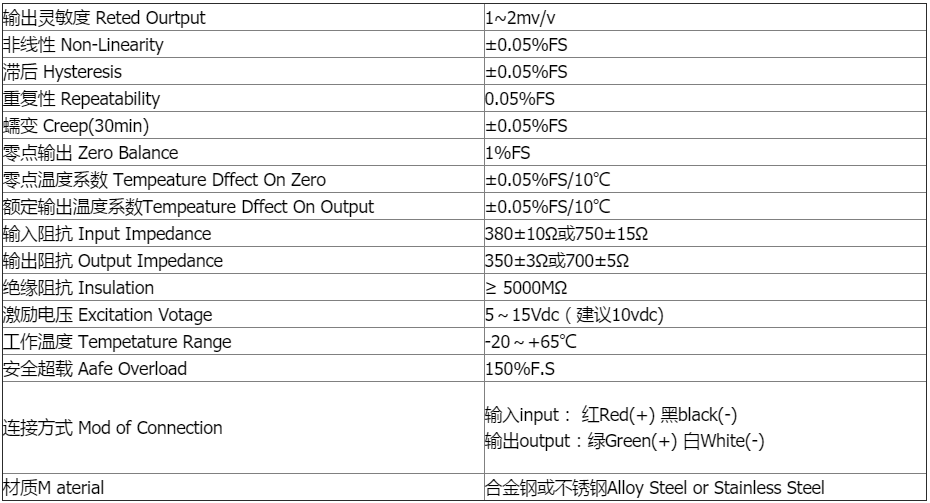 输出灵敏度 Reted Ourtput 1~2mv/v
非线性 Non-Linearity ±0.05%FS
滞后 Hysteresis ±0.05%FS
重复性 Repeatability 0.05%FS
蠕变 Creep(30min) ±0.05%FS
零点输出 Zero Balance 1%FS
零点温度系数 Tempeature Dffect On Zero ±0.05%FS/10℃
额定输出温度系数Tempeature Dffect On Output ±0.05%FS/10℃
输入阻抗 Input Impedance 380±10Ω或750±15Ω
输出阻抗 Output Impedance 350±3Ω或700±5Ω
绝缘阻抗 Insulation ≥ 5000MΩ
激励电压 Excitation Votage 5～15Vdc ( 建议10vdc)
工作温度 Tempetature Range -20～+65℃
安全超载 Aafe Overload 150%F.S
连接方式 Mod of Connection
输入input： 红Red(+) 黑black(-)
输出output：绿Green(+) 白White(-)
材质M aterial 合金钢或不锈钢Alloy Steel or Stainless Steel